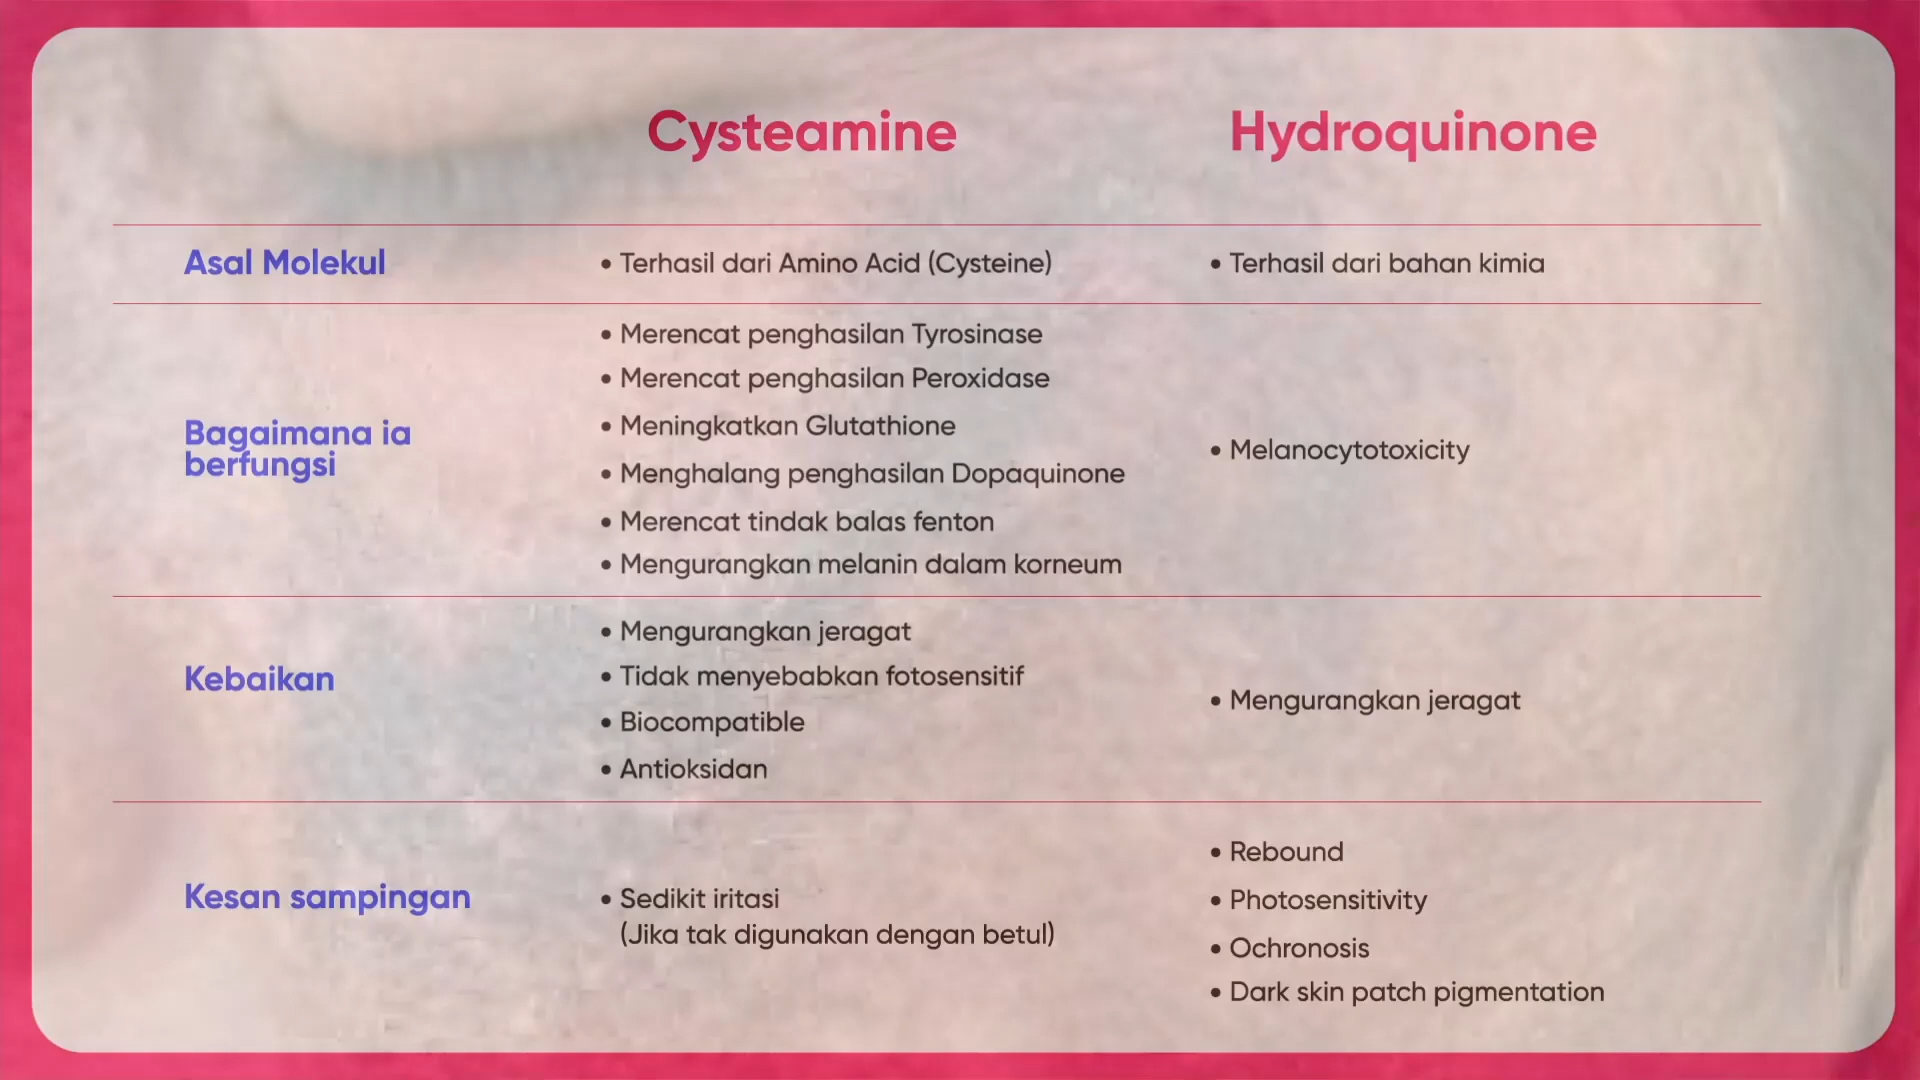 Cysteamine
Hydroquinone
Asal Molekul
• Terhasil dari Amino Acid (Cysteine)
• Terhasil dari bahan kimia
Bagaimana ia
berfungsi
• Merencat penghasilan Tyrosinase
• Merencat penghasilan Peroxidase
• Meningkatkan Glutathione
• Menghalang penghasilan Dopaquinone
• Merencat tindak balas fenton
• Mengurangkan melanin dalam korneum
• Melanocytotoxicity
Kebaikan
• Mengurangkan jeragat
• Tidak menyebabkan fotosensitif
• Biocompatible
• Antioksidan
• Mengurangkan jeragat
Kesan sampingan
• Sedikit iritasi
(Jika tak digunakan dengan betul)
• Rebound
• Photosensitivity
• Ochronosis
• Dark skin patch pigmentation